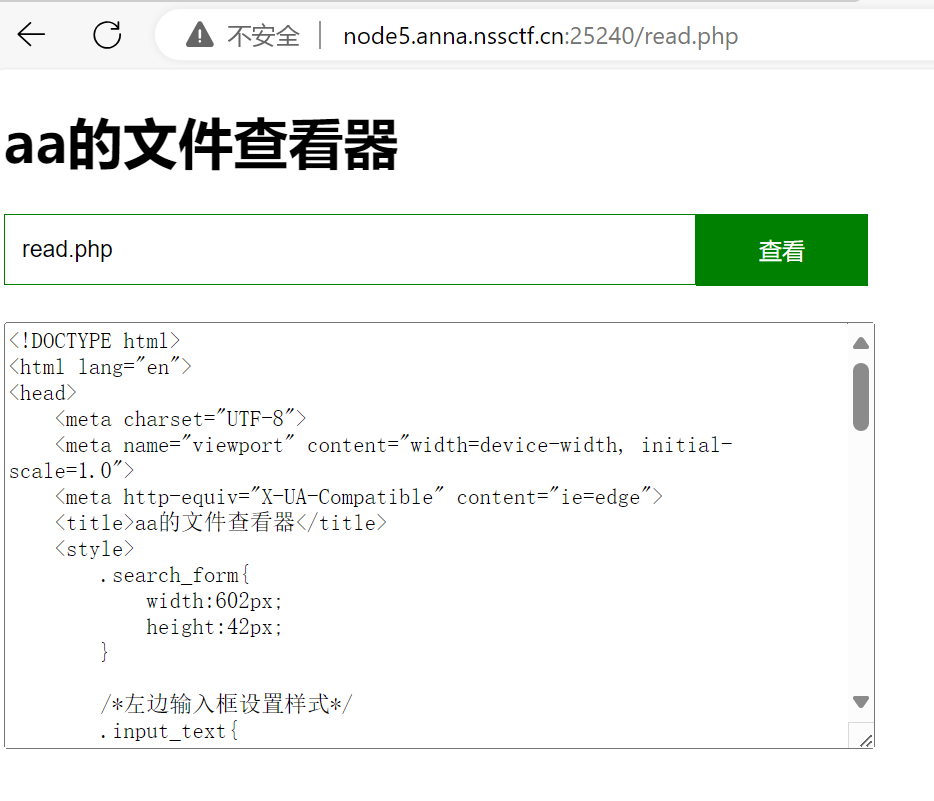 不安全 node5.anna.nssctf.cn:25240/read.php
aa的文件查看器
read.php 查看
<!DOCTYPE html>
<html lang="en">
<head>
    <meta charset="UTF-8">
    <meta name="viewport" content="width=device-width, initial-
scale=1.0">
    <meta http-equiv="X-UA-Compatible" content="ie=edge">
    <title>aa的文件查看器</title>
    <style>
        .search_form{
            width:602px;
            height:42px;
        }
        /*左边输入框设置样式*/
        .input_text{